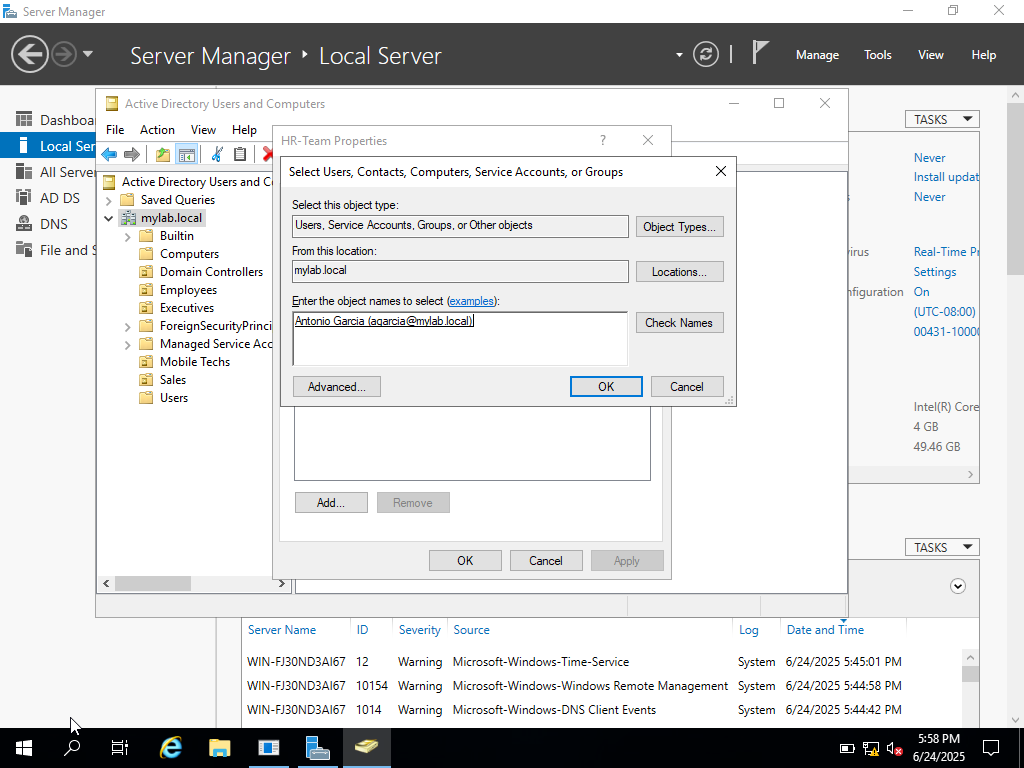 Server Manager
Server Manager ‣ Local Server
Manage Tools View Help
Dashboa
Local Ser
All Server
AD DS
DNS
File and S
Active Directory Users and Computers
File Action View Help
Active Directory Users and C
Saved Queries
mylab.local
Builtin
Computers
Domain Controllers
Employees
Executives
ForeignSecurityPrinci
Managed Service Acc
Mobile Techs
Sales
Users
HR-Team Properties
Select Users, Contacts, Computers, Service Accounts, or Groups
Select this object type:
Users, Service Accounts, Groups, or Other objects
Object Types...
From this location:
mylab.local
Locations...
Enter the object names to select (examples):
Antonio Garcia (agarcia@mylab.local)
Check Names
Advanced...
OK
Cancel
Add...
Remove
OK
Cancel
Apply
TASKS
Never
Install updat
Never
virus
Real-Time Pr
Settings
nfiguration
On
(UTC-08:00)
00431-1000
Intel(R) Core
4 GB
49.46 GB
TASKS
Server Name ID Severity Source Log Date and Time
WIN-FJ30ND3AI67 12 Warning Microsoft-Windows-Time-Service System 6/24/2025 5:45:01 PM
WIN-FJ30ND3AI67 10154 Warning Microsoft-Windows-Windows Remote Management System 6/24/2025 5:44:58 PM
WIN-FJ30ND3AI67 1014 Warning Microsoft-Windows-DNS Client Events System 6/24/2025 5:44:42 PM
5:58 PM
6/24/2025